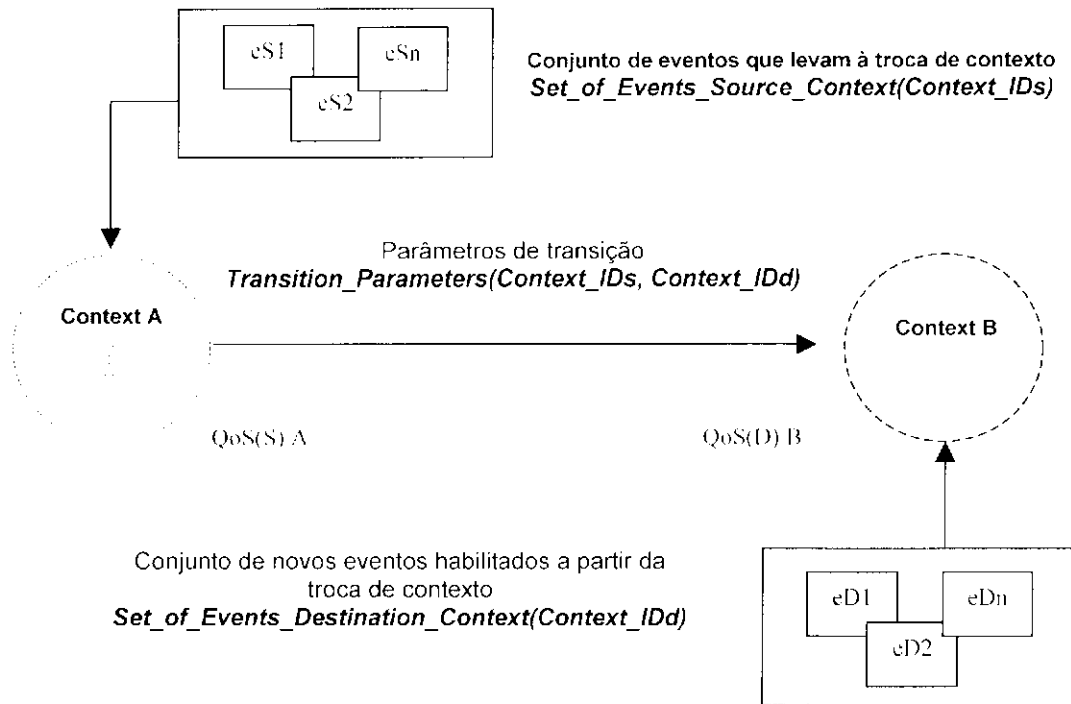 eS1
eSn
eS2
Conjunto de eventos que levam à troca de contexto
Set_of_Events_Source_Context(Context_IDs)
Parâmetros de transição
Transition_Parameters(Context_IDs, Context_IDd)
Context A
Context B
QoS(S) A
QoS(D) B
Conjunto de novos eventos habilitados a partir da
troca de contexto
Set_of_Events_Destination_Context(Context_IDd)
eD1
eDn
eD2